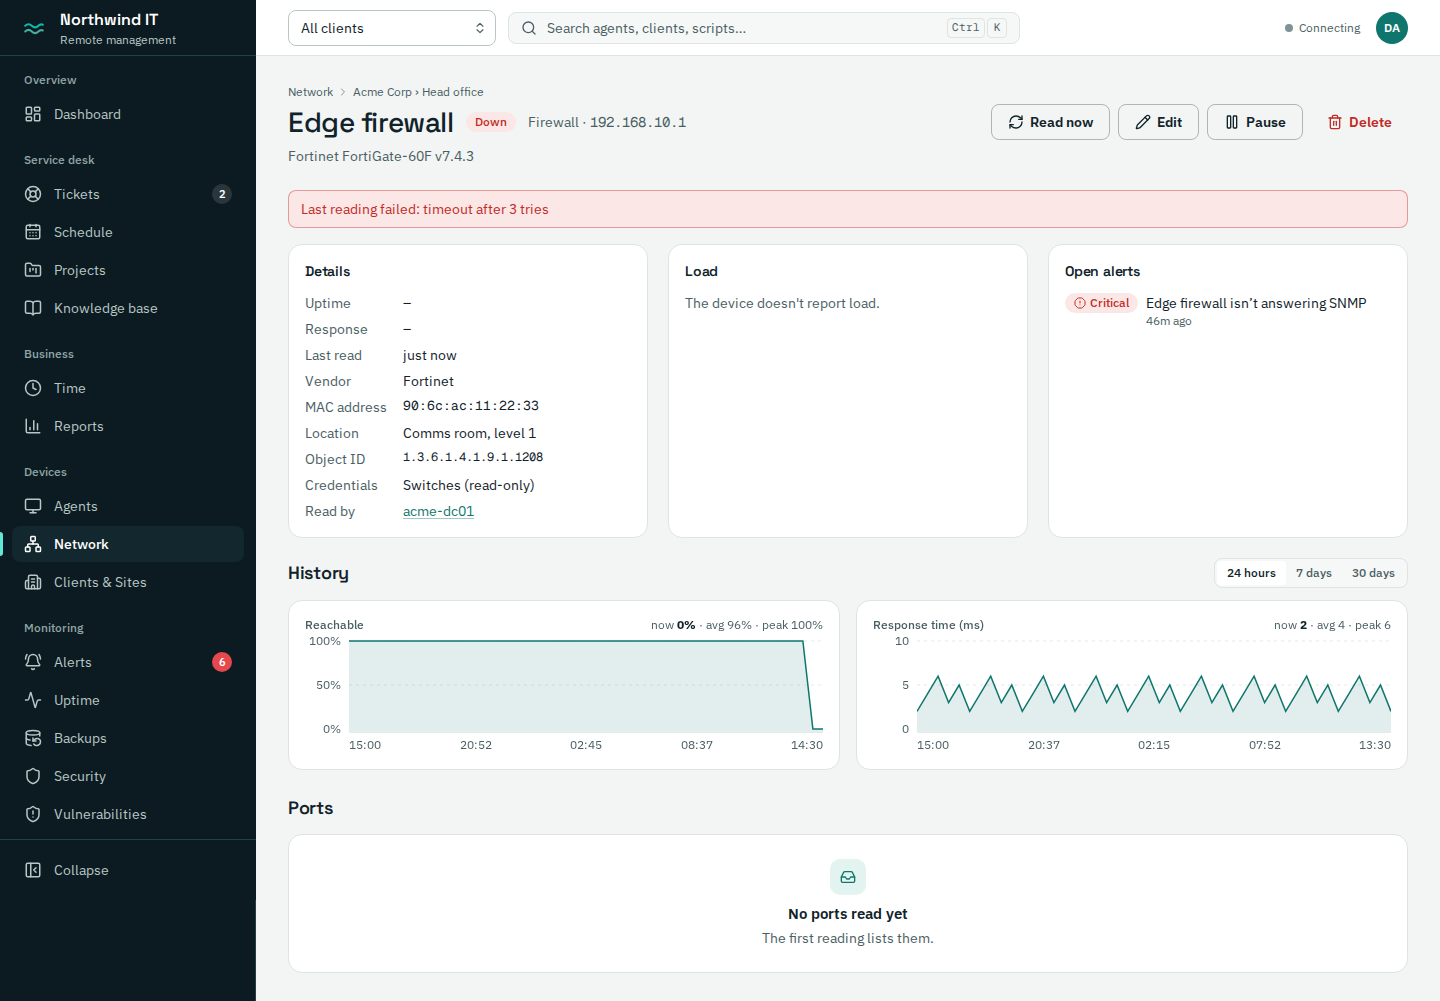 Northwind IT
Remote management
All clients
Search agents, clients, scripts...
Ctrl K
Connecting
DA
Overview
Dashboard
Service desk
Tickets 2
Schedule
Projects
Knowledge base
Business
Time
Reports
Devices
Agents
Network
Clients & Sites
Monitoring
Alerts 6
Uptime
Backups
Security
Vulnerabilities
Collapse
Network > Acme Corp › Head office
Edge firewall Down Firewall · 192.168.10.1
Read now Edit Pause Delete
Fortinet FortiGate-60F v7.4.3
Last reading failed: timeout after 3 tries
Details
Uptime –
Response –
Last read just now
Vendor Fortinet
MAC address 90:6c:ac:11:22:33
Location Comms room, level 1
Object ID 1.3.6.1.4.1.9.1.1208
Credentials Switches (read-only)
Read by acme-dc01
Load
The device doesn't report load.
Open alerts
Critical Edge firewall isn’t answering SNMP
46m ago
History
24 hours 7 days 30 days
Reachable now 0% · avg 96% · peak 100%
100%
50%
0%
15:00 20:52 02:45 08:37 14:30
Response time (ms) now 2 · avg 4 · peak 6
10
5
0
15:00 20:37 02:15 07:52 13:30
Ports
No ports read yet
The first reading lists them.